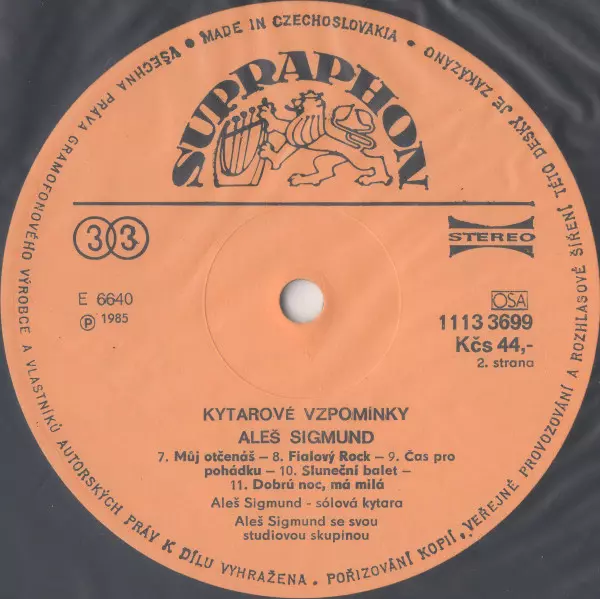 MADE IN CZECHOSLOVAKIA • VŠECHNA PRÁVA GRAMOFONOVÉHO VÝROBCE A VLASTNÍKŮ AUTORSKÝCH PRÁV K DÍLU VYHRAŽENA • POŘIZOVÁNÍ KOPIÍ, VEŘEJNÉ PROVOZOVÁNÍ A ROZHLASOVÉ ŠÍŘENÍ TÉTO DESKY JE ZAKÁZÁNO •
SUPRAPHON
33
STEREO
E 6640
Ⓟ 1985
OSA
1113 3699
Kčs 44,-
2. strana
KYTAROVÉ VZPOMÍNKY
ALEŠ SIGMUND
7. Můj otčenáš – 8. Fialový Rock – 9. Čas pro
pohádku – 10. Sluneční balet –
11. Dobrú noc, má milá
Aleš Sigmund - sólová kytara
Aleš Sigmund se svou
studiovou skupinou